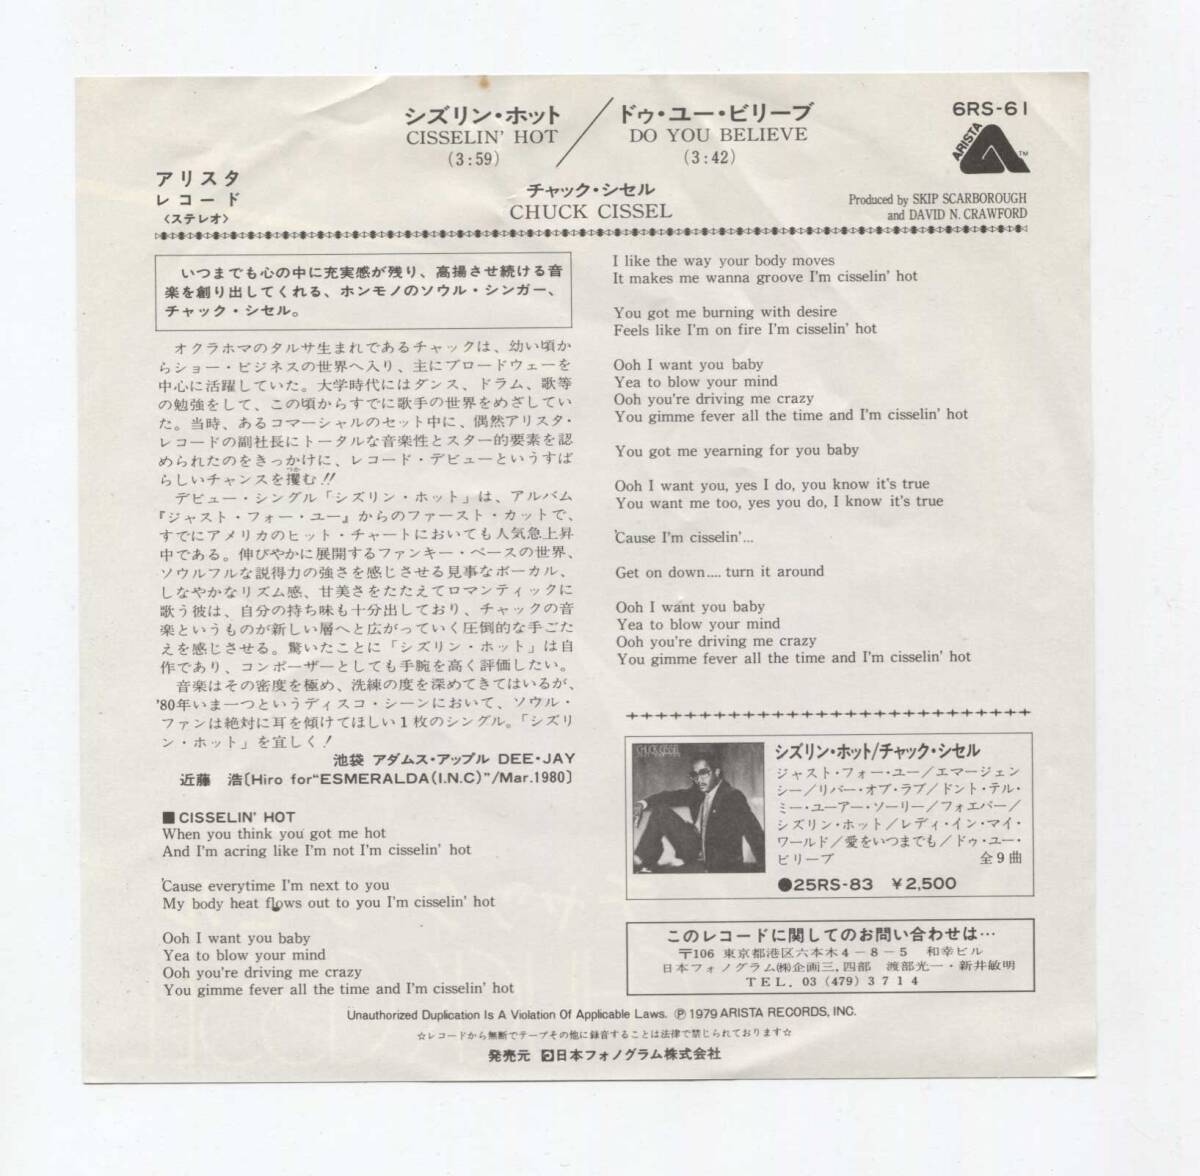 シズリン・ホット
CISSELIN' HOT
(3:59)
ドゥ・ユー・ビリーブ
DO YOU BELIEVE
(3:42)
6RS-61
ARISTA
TM
アリスタ
レコード
〈ステレオ〉
チャック・シセル
CHUCK CISSEL
Produced by SKIP SCARBOROUGH
and DAVID N. CRAWFORD
いつまでも心の中に充実感が残り、高揚させ続ける音
楽を創り出してくれる、ホンモノのソウル・シンガー、
チャック・シセル。
オクラホマのタルサ生まれであるチャックは、幼い頃か
らショー・ビジネスの世界へ入り、主にブロードウェーを
中心に活躍していた。大学時代にはダンス、ドラム、歌等
の勉強をして、この頃からすでに歌手の世界をめざしてい
た。当時、あるコマーシャルのセット中に、偶然アリスタ・
レコードの副社長にトータルな音楽性とスター的要素を認
められたのをきっかけに、レコード・デビューというすば
らしいチャンスを攫む!!
デビュー・シングル「シズリン・ホット」は、アルバム
『ジャスト・フォー・ユー』からのファースト・カットで、
すでにアメリカのヒット・チャートにおいても人気急上昇
中である。伸びやかに展開するファンキー・ベースの世界、
ソウルフルな説得力の強さを感じさせる見事なボーカル、
しなやかなリズム感、甘美さをたたえてロマンティックに
歌う彼は、自分の持ち味も十分出しており、チャックの音
楽というものが新しい層へと広がっていく圧倒的な手ごた
えを感じさせる。驚いたことに「シズリン・ホット」は自
作であり、コンポーザーとしても手腕を高く評価したい。
音楽はその密度を極め、洗練の度を深めてきてはいるが、
'80年いま一つというディスコ・シーンにおいて、ソウル・
ファンは絶対に耳を傾けてほしい1枚のシングル。「シズリ
ン・ホット」を宜しく!
池袋 アダムス・アップル DEE・JAY
近藤 浩〔Hiro for“ESMERALDA(I.N.C)”/Mar.1980〕
■ CISSELIN' HOT
When you think you got me hot
And I'm acring like I'm not I'm cisselin' hot
'Cause everytime I'm next to you
My body heat flows out to you I'm cisselin' hot
Ooh I want you baby
Yea to blow your mind
Ooh you're driving me crazy
You gimme fever all the time and I'm cisselin' hot
I like the way your body moves
It makes me wanna groove I'm cisselin' hot
You got me burning with desire
Feels like I'm on fire I'm cisselin' hot
Ooh I want you baby
Yea to blow your mind
Ooh you're driving me crazy
You gimme fever all the time and I'm cisselin' hot
You got me yearning for you baby
Ooh I want you, yes I do, you know it's true
You want me too, yes you do, I know it's true
'Cause I'm cisselin'...
Get on down.... turn it around
Ooh I want you baby
Yea to blow your mind
Ooh you're driving me crazy
You gimme fever all the time and I'm cisselin' hot
CHUCK CISSEL
シズリン・ホット/チャック・シセル
ジャスト・フォー・ユー/エマージェン
シー/リバー・オブ・ラブ/ドント・テル・
ミー・ユーアー・ソーリー/フォエバー/
シズリン・ホット/レディ・イン・マイ・
ワールド/愛をいつまでも/ドゥ・ユー・
ビリーブ 全9曲
●25RS-83 ¥2,500
このレコードに関してのお問い合わせは…
〒106 東京都港区六本木4-8-5 和幸ビル
日本フォノグラム㈱企画三,四部 渡部光一・新井敏明
TEL. 03 (479) 3714
Unauthorized Duplication Is A Violation Of Applicable Laws. Ⓟ 1979 ARISTA RECORDS, INC.
☆レコードから無断でテープその他に録音することは法律で禁じられております☆
発売元 日本フォノグラム株式会社